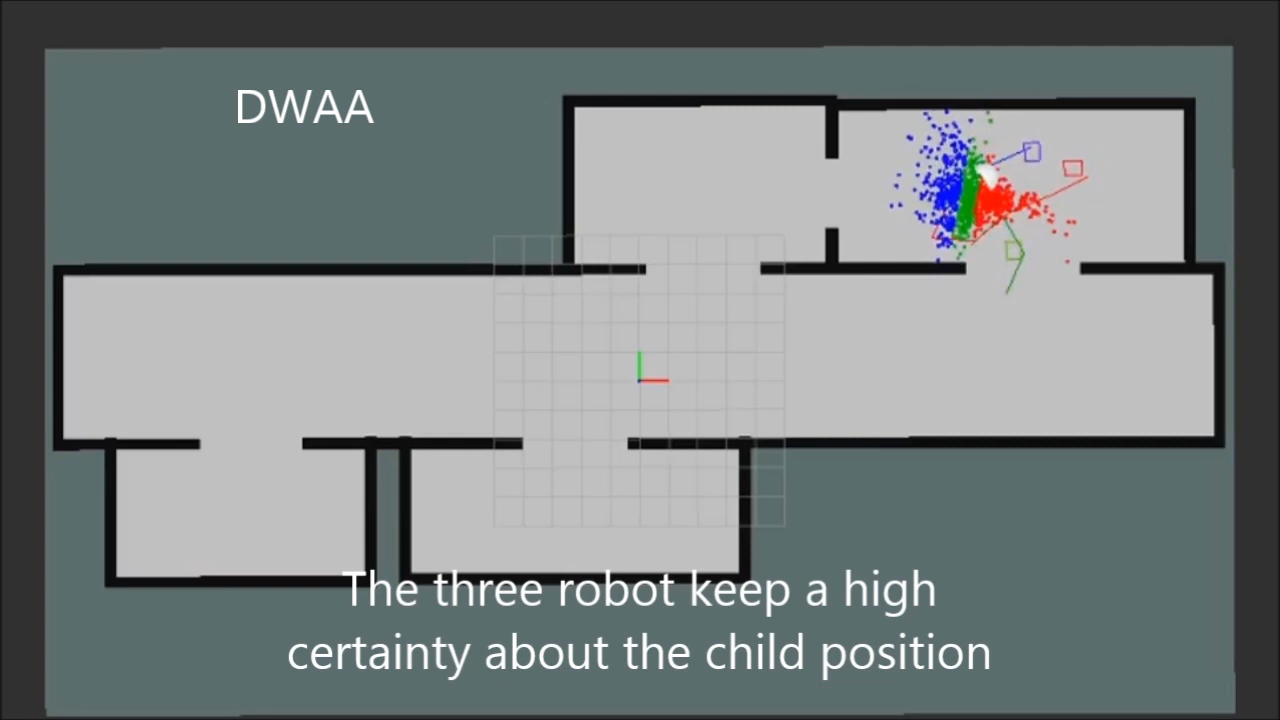 DWAA
The three robot keep a high
certainty about the child position